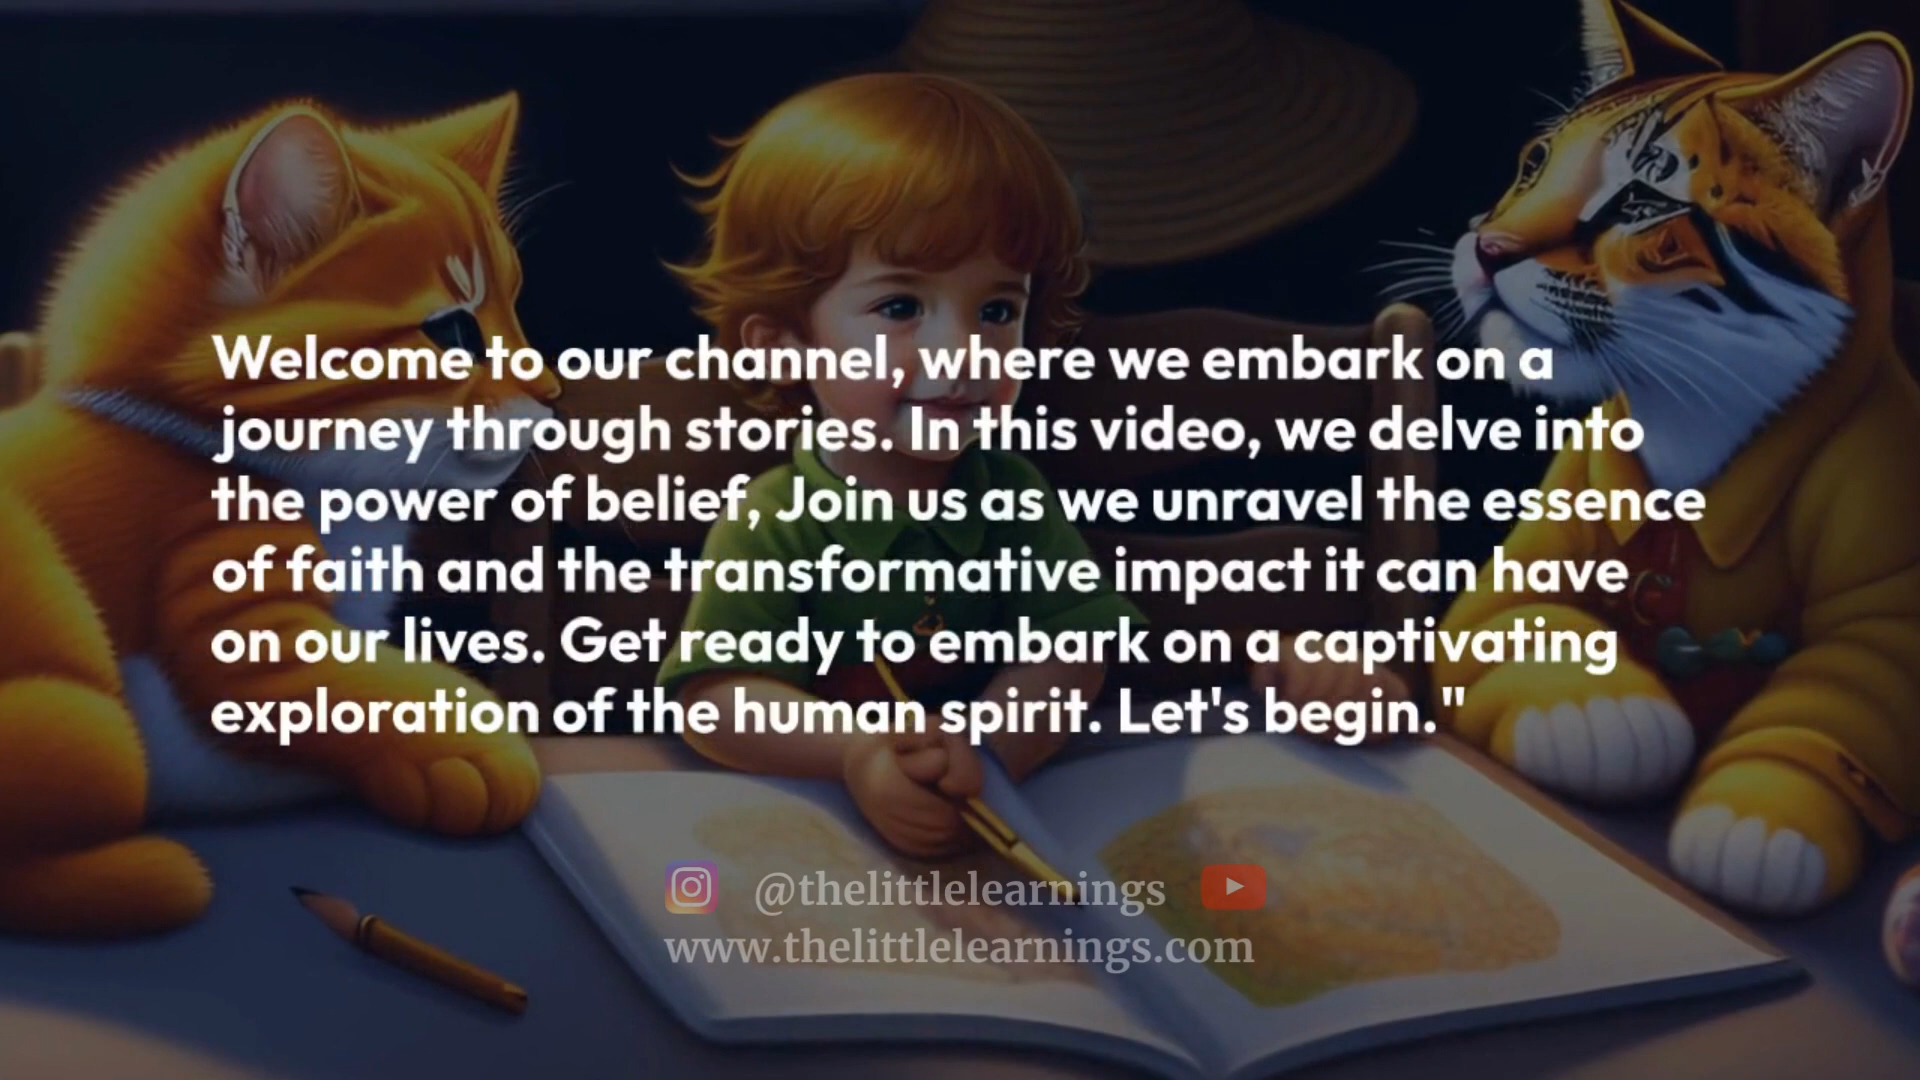 Welcome to our channel, where we embark on a
journey through stories. In this video, we delve into
the power of belief, Join us as we unravel the essence
of faith and the transformative impact it can have
on our lives. Get ready to embark on a captivating
exploration of the human spirit. Let's begin."
@thelittlelearnings
www.thelittlelearnings.com